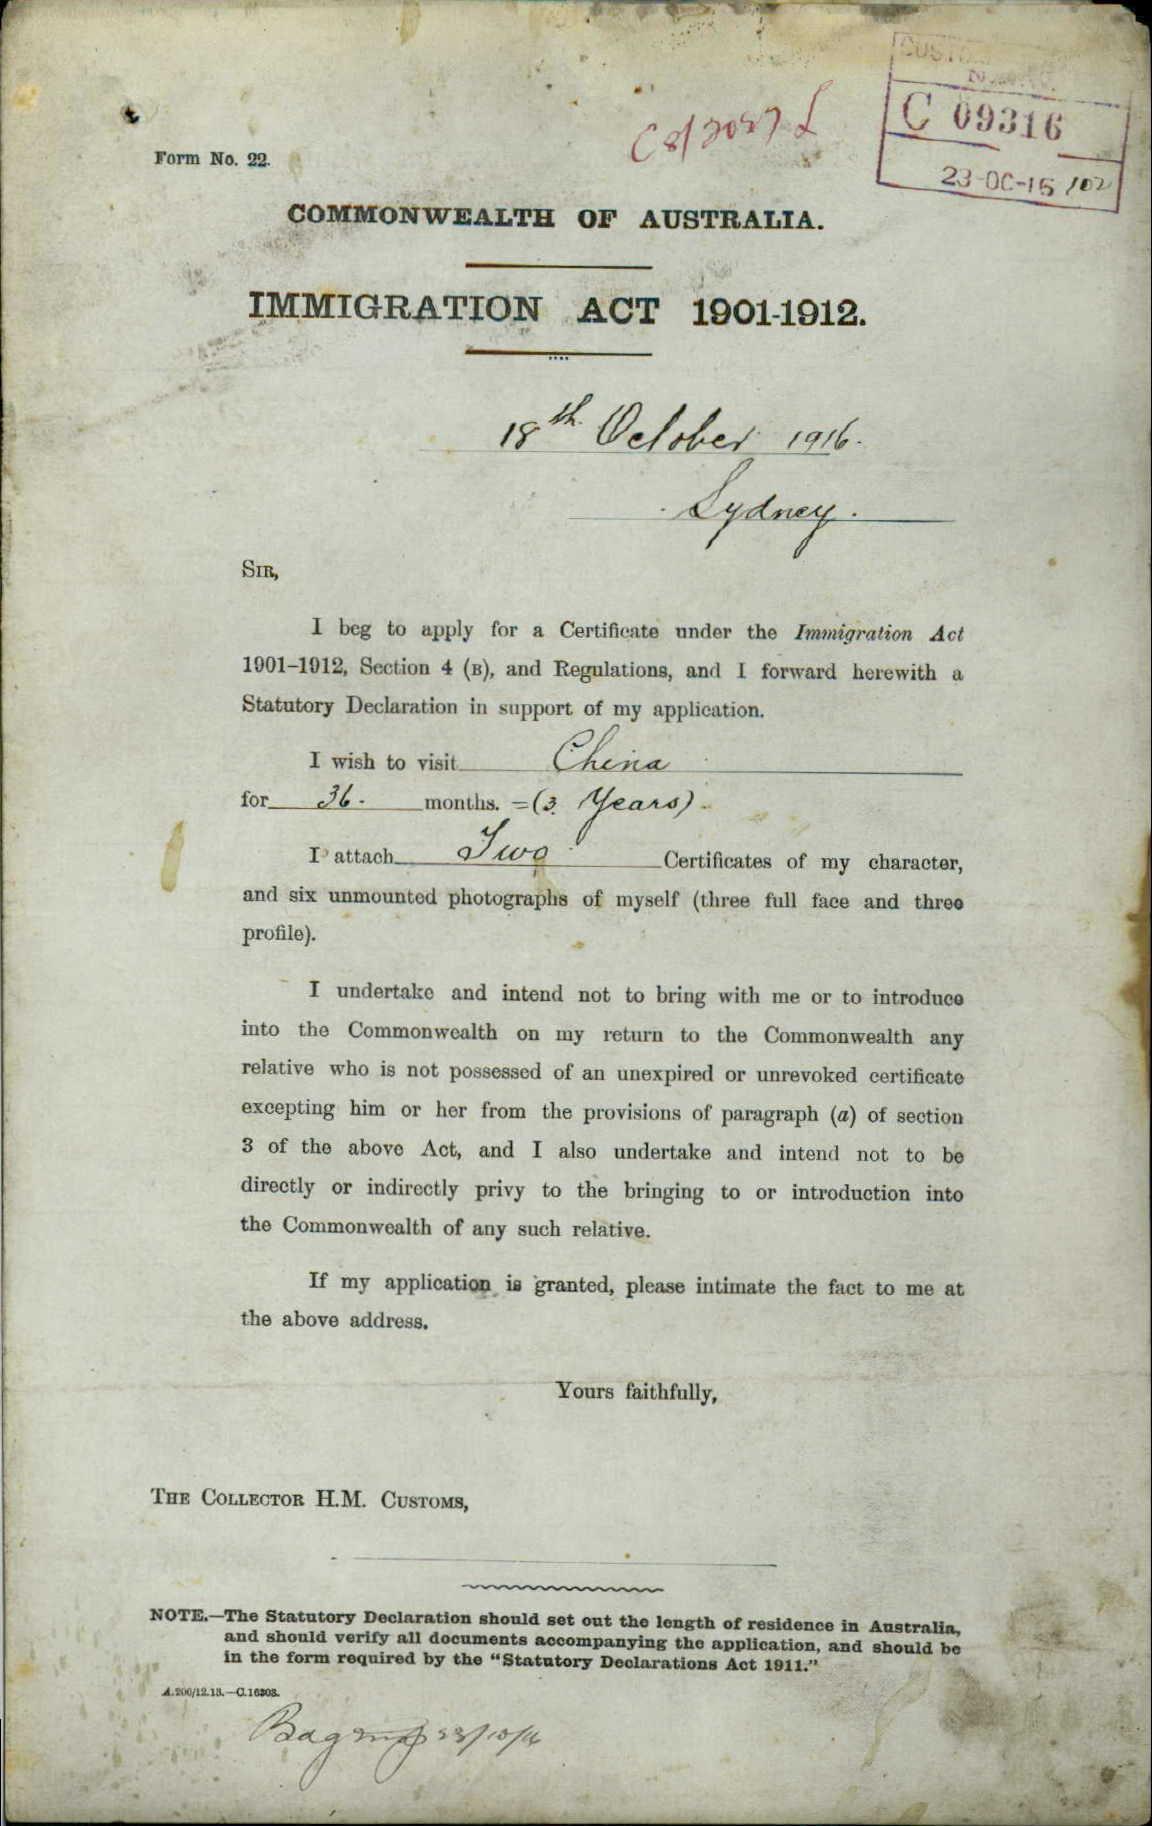 C 09316
23-OC-16 102
Form No. 22.
COMMONWEALTH OF AUSTRALIA.
IMMIGRATION ACT 1901-1912.
18th October 1916.
Sydney.
SIR,
I beg to apply for a Certificate under the Immigration Act
1901–1912, Section 4 (B), and Regulations, and I forward herewith a
Statutory Declaration in support of my application.
I wish to visit China
for 36. months. =(3. Years).
I attach Two Certificates of my character,
and six unmounted photographs of myself (three full face and three
profile).
I undertake and intend not to bring with me or to introduce
into the Commonwealth on my return to the Commonwealth any
relative who is not possessed of an unexpired or unrevoked certificate
excepting him or her from the provisions of paragraph (a) of section
3 of the above Act, and I also undertake and intend not to be
directly or indirectly privy to the bringing to or introduction into
the Commonwealth of any such relative.
If my application is granted, please intimate the fact to me at
the above address.
Yours faithfully,
THE COLLECTOR H.M. CUSTOMS,
NOTE.—The Statutory Declaration should set out the length of residence in Australia,
and should verify all documents accompanying the application, and should be
in the form required by the “Statutory Declarations Act 1911.”
A.200/12.13.—C.16303.
23/10/16